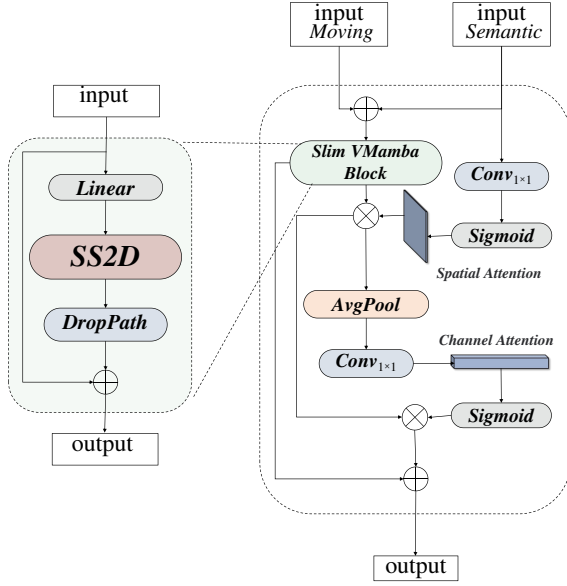 input
Linear
SS2D
DropPath
output
input
Moving
input
Semantic
Slim VMamba
Block
Conv1×1
Sigmoid
Spatial Attention
AvgPool
Channel Attention
Conv1×1
Sigmoid
output